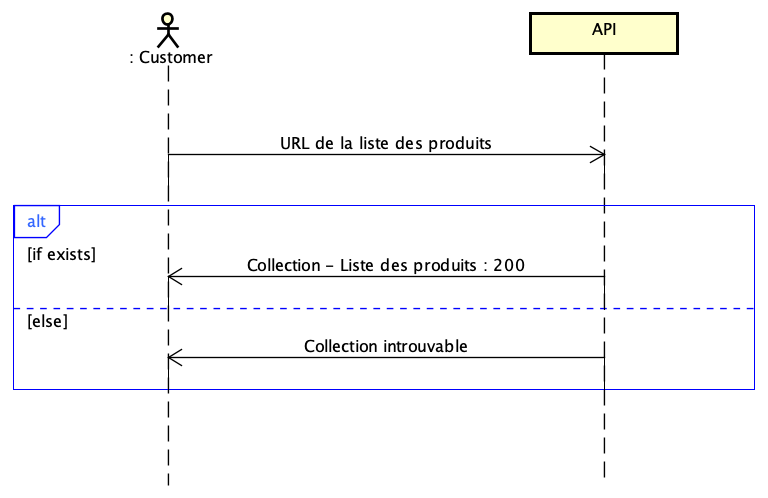 : Customer
API
URL de la liste des produits
alt
[if exists]
Collection – Liste des produits : 200
[else]
Collection introuvable